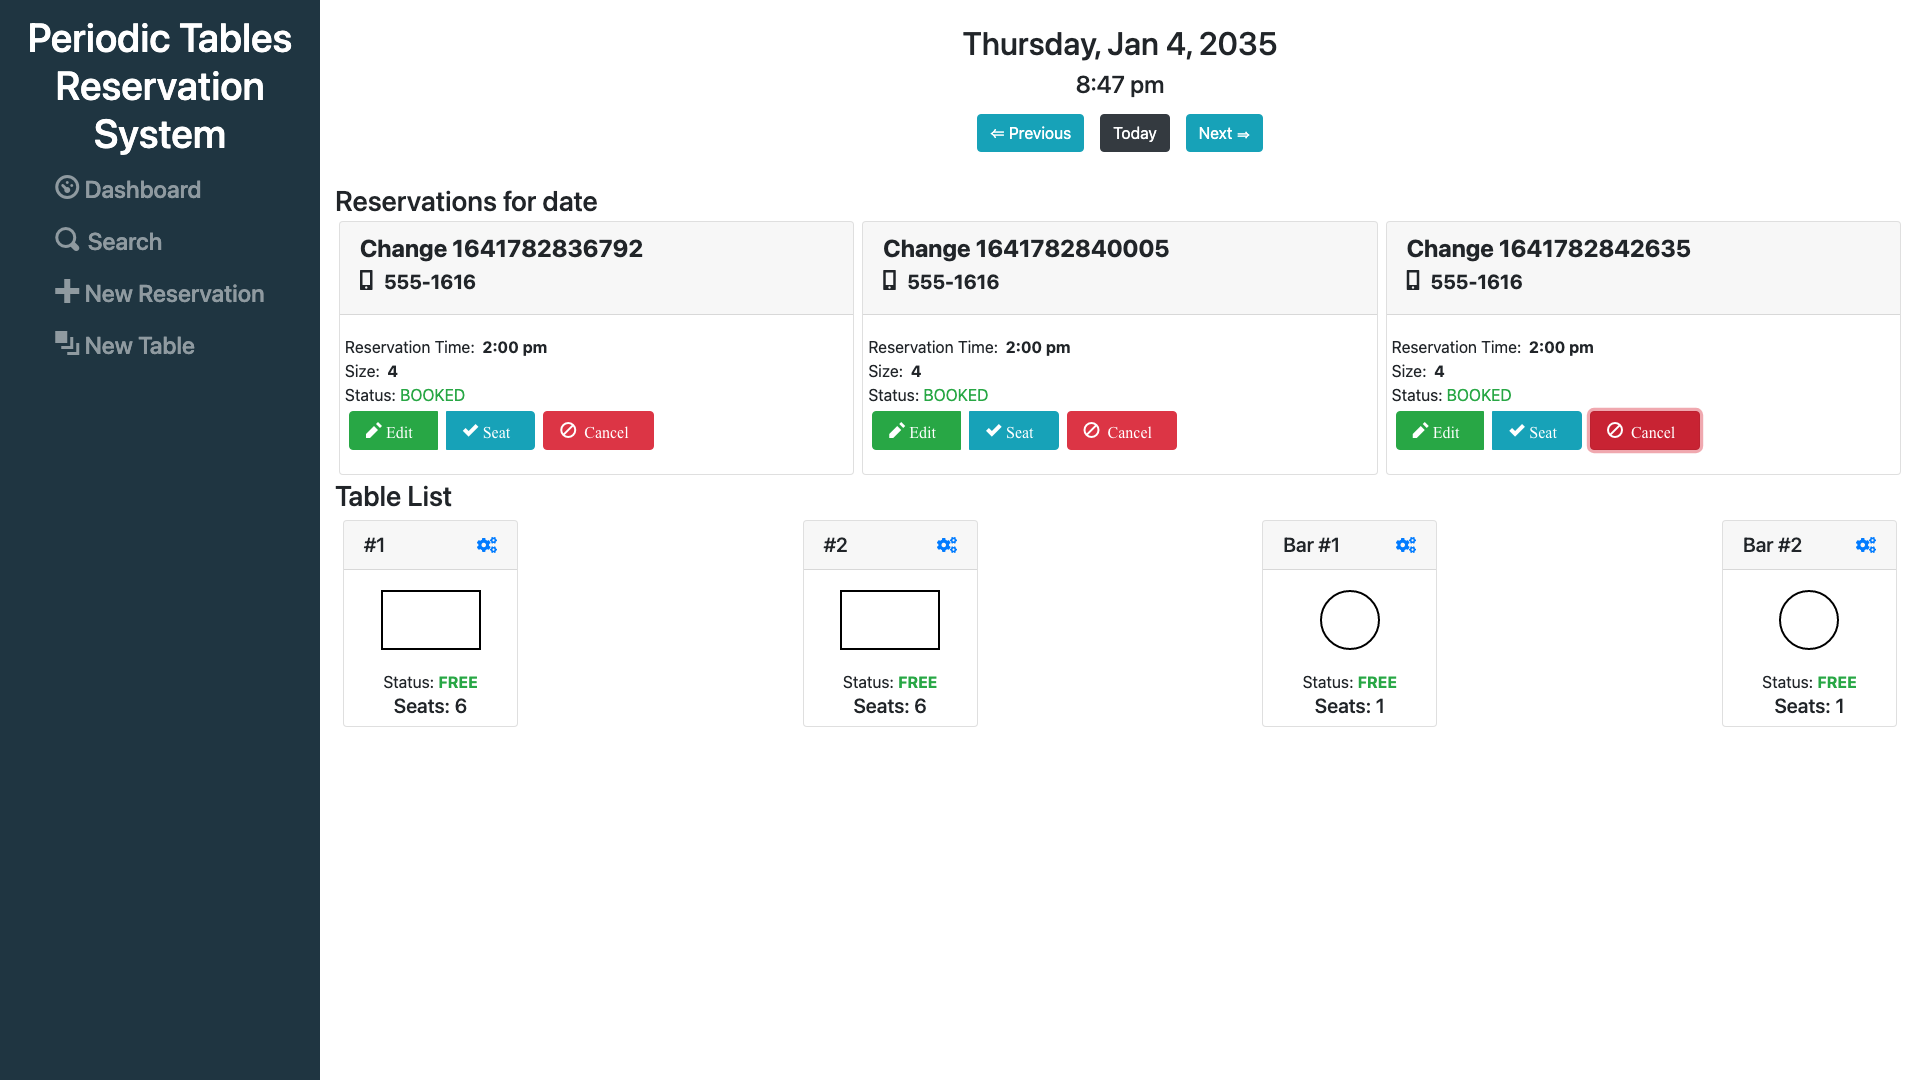 Periodic Tables
Reservation
System
Dashboard
Search
New Reservation
New Table
Thursday, Jan 4, 2035
8:47 pm
⇐ Previous
Today
Next ⇒
Reservations for date
Change 1641782836792
555-1616
Reservation Time: 2:00 pm
Size: 4
Status: BOOKED
Edit
Seat
Cancel
Change 1641782840005
555-1616
Reservation Time: 2:00 pm
Size: 4
Status: BOOKED
Edit
Seat
Cancel
Change 1641782842635
555-1616
Reservation Time: 2:00 pm
Size: 4
Status: BOOKED
Edit
Seat
Cancel
Table List
#1
Status: FREE
Seats: 6
#2
Status: FREE
Seats: 6
Bar #1
Status: FREE
Seats: 1
Bar #2
Status: FREE
Seats: 1